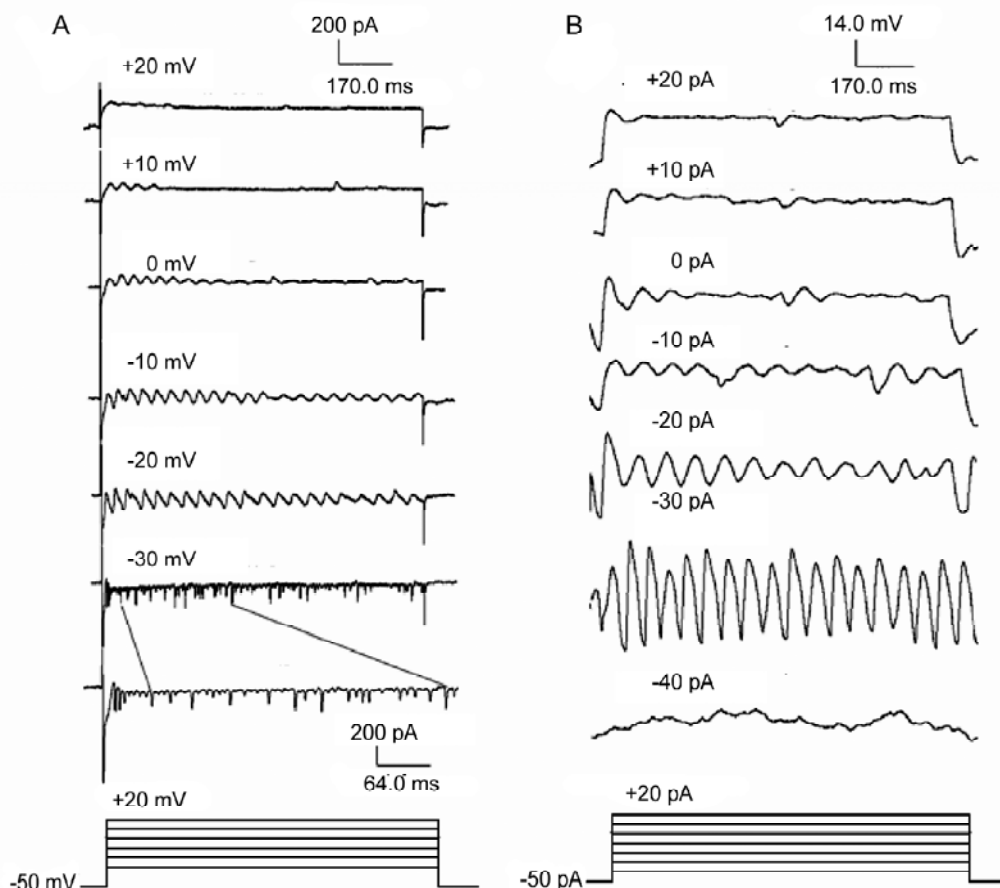 A
200 pA
170.0 ms
+20 mV
+10 mV
0 mV
-10 mV
-20 mV
-30 mV
200 pA
64.0 ms
+20 mV
-50 mV
B
14.0 mV
170.0 ms
+20 pA
+10 pA
0 pA
-10 pA
-20 pA
-30 pA
-40 pA
+20 pA
-50 pA